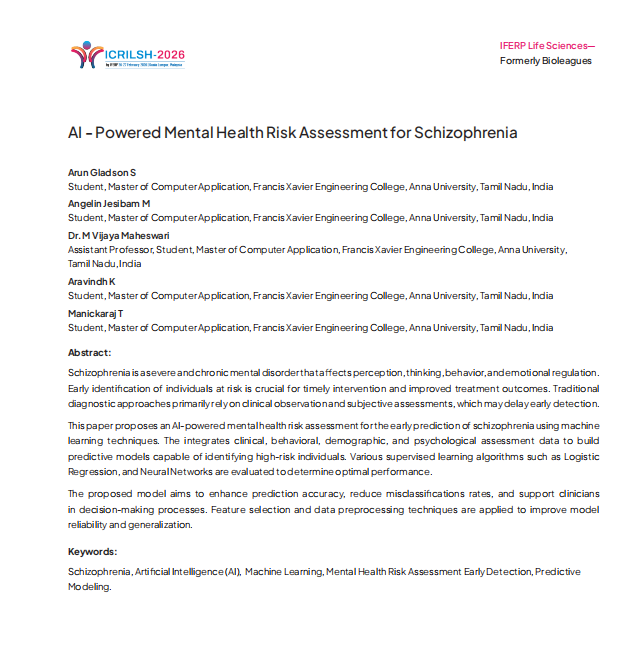 ICRILSH-2026
IFERP Life Sciences—
Formerly Bioleagues
AI - Powered Mental Health Risk Assessment for Schizophrenia
Arun Gladson S
Student, Master of Computer Application, Francis Xavier Engineering College, Anna University, Tamil Nadu, India
Angelin Jesibam M
Student, Master of Computer Application, Francis Xavier Engineering College, Anna University, Tamil Nadu, India
Dr. M Vijaya Maheswari
Assistant Professor, Student, Master of Computer Application, Francis Xavier Engineering College, Anna University,
Tamil Nadu, India
Aravindh K
Student, Master of Computer Application, Francis Xavier Engineering College, Anna University, Tamil Nadu, India
Manickaraj T
Student, Master of Computer Application, Francis Xavier Engineering College, Anna University, Tamil Nadu, India
Abstract:
Schizophrenia is a severe and chronic mental disorder that affects perception, thinking, behavior, and emotional regulation.
Early identification of individuals at risk is crucial for timely intervention and improved treatment outcomes. Traditional
diagnostic approaches primarily rely on clinical observation and subjective assessments, which may delay early detection.
This paper proposes an AI-powered mental health risk assessment for the early prediction of schizophrenia using machine
learning techniques. The integrates clinical, behavioral, demographic, and psychological assessment data to build
predictive models capable of identifying high-risk individuals. Various supervised learning algorithms such as Logistic
Regression, and Neural Networks are evaluated to determine optimal performance.
The proposed model aims to enhance prediction accuracy, reduce misclassifications rates, and support clinicians
in decision-making processes. Feature selection and data preprocessing techniques are applied to improve model
reliability and generalization.
Keywords:
Schizophrenia, Artificial Intelligence (AI), Machine Learning, Mental Health Risk Assessment Early Detection, Predictive
Modeling.